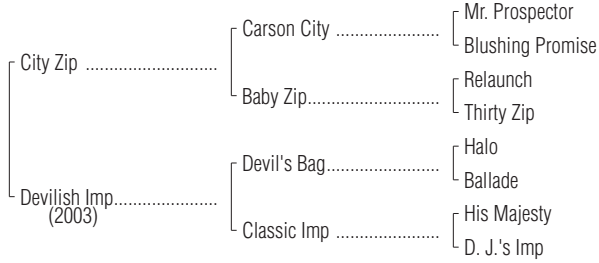 Mr. Prospector
Carson City ..................
Blushing Promise
City Zip .......................
Relaunch
Baby Zip.......................
Thirty Zip
Halo
Devil's Bag....................
Ballade
Devilish Imp..................
(2003)
His Majesty
Classic Imp ..................
D. J.'s Imp